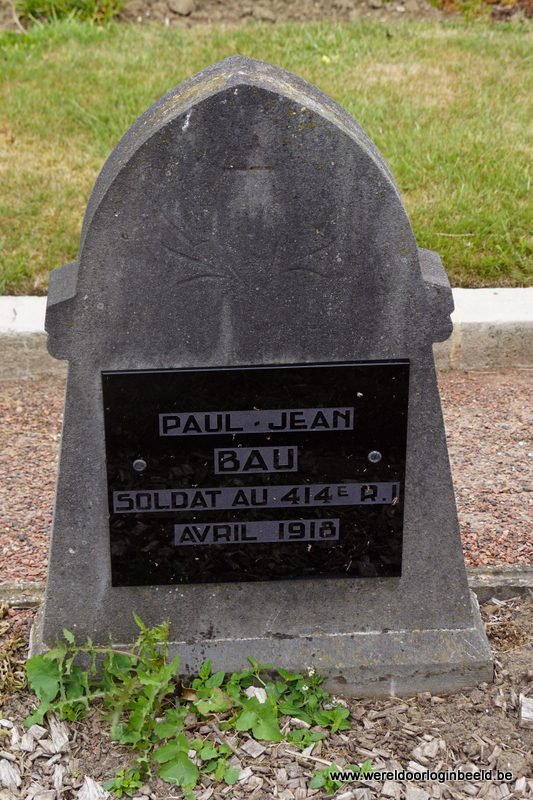 PAUL - JEAN
BAU
SOLDAT AU 414E R.I
AVRIL 1918
www.wereldoorloginbeeld.be